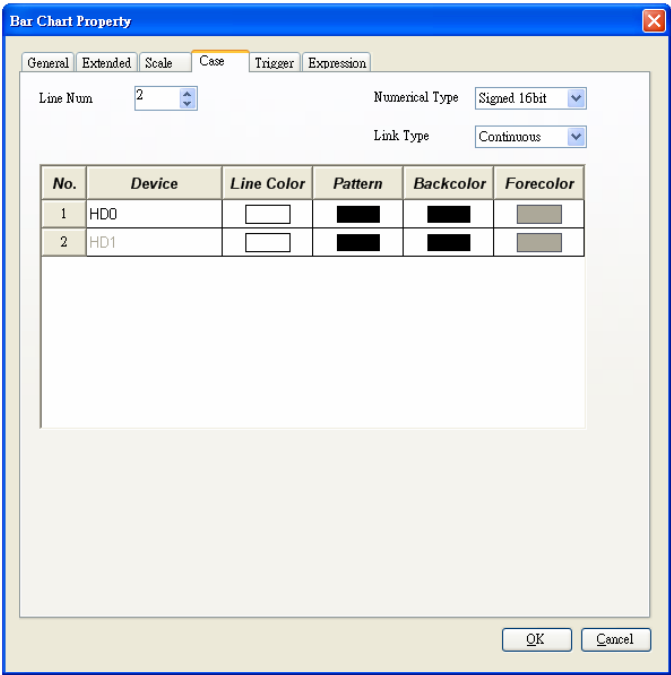 Bar Chart Property
General Extended Scale Case Trigger Expression
Line Num 2 Numerical Type Signed 16bit
Link Type Continuous
No. Device Line Color Pattern Backcolor Forecolor
1 HD0
2 HD1
OK Cancel